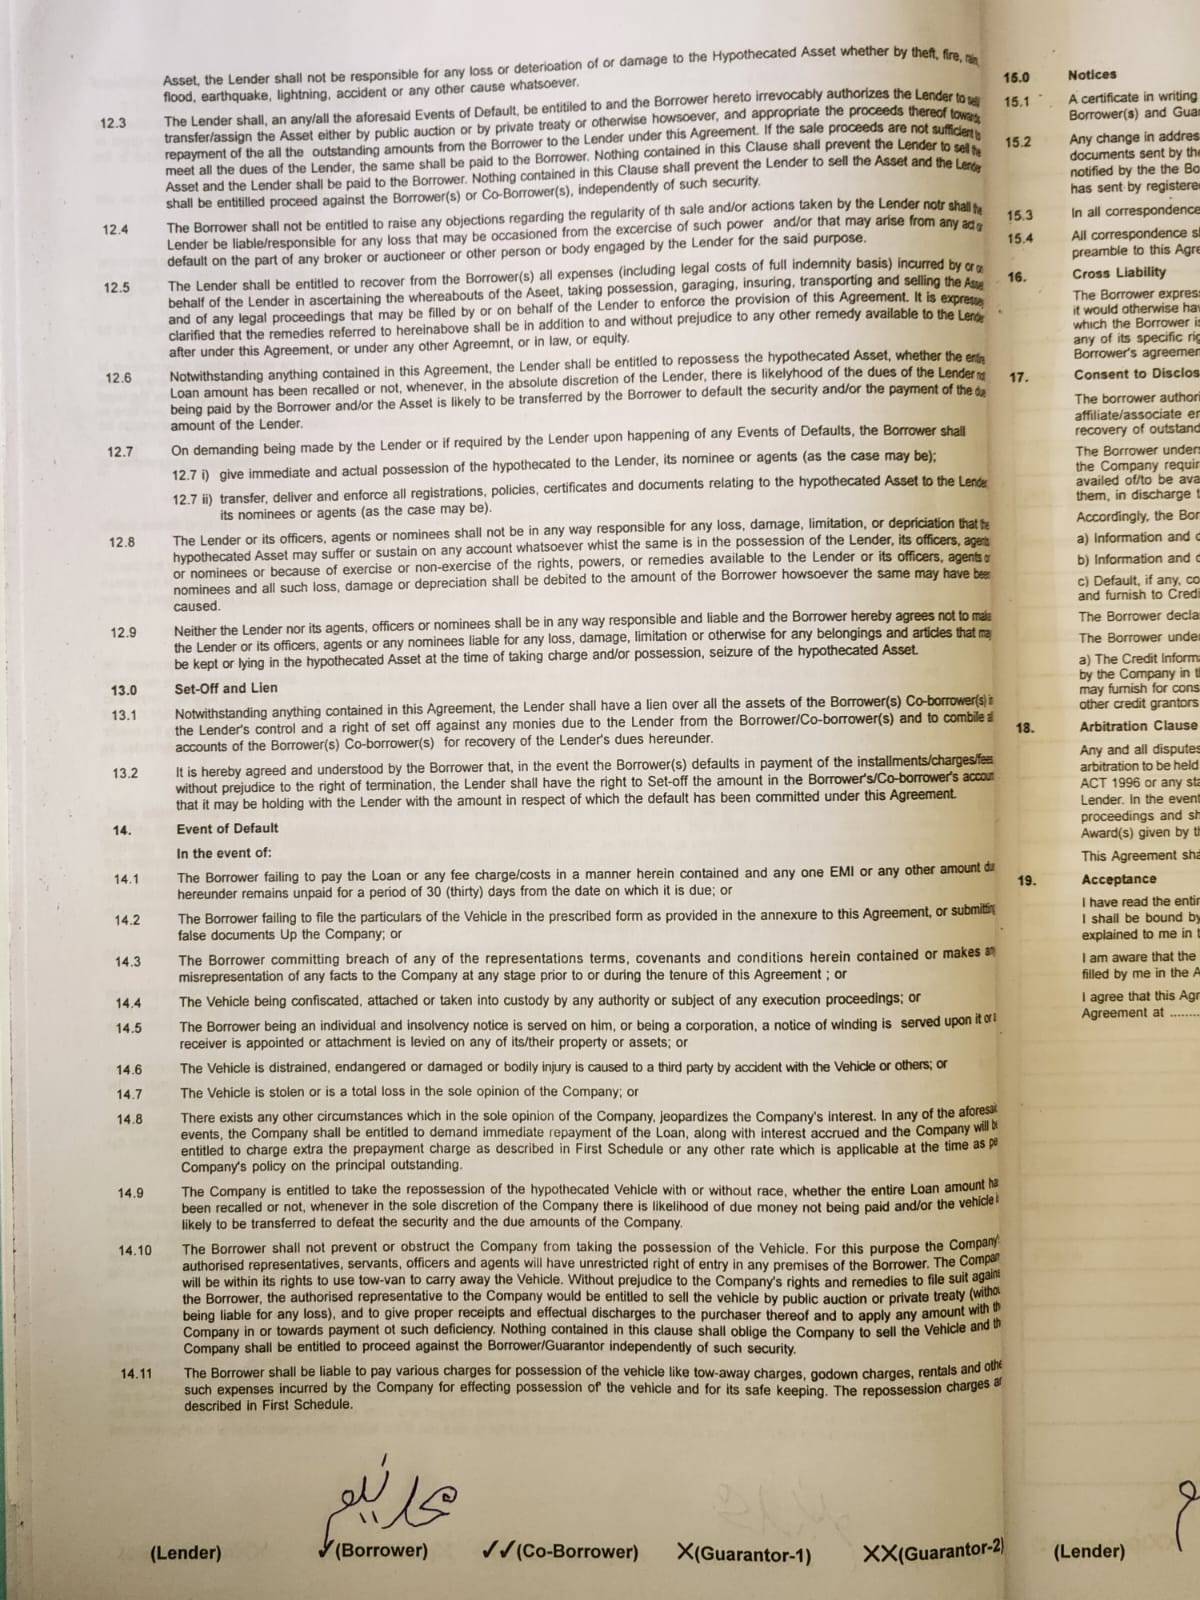 Asset, the Lender shall not be responsible for any loss or deterioation of or damage to the Hypothecated Asset whether by theft, fire, rain,
flood, earthquake, lightning, accident or any other cause whatsoever.
12.3 The Lender shall, an any/all the aforesaid Events of Default, be entitiled to and the Borrower hereto irrevocably authorizes the Lender to sell
transfer/assign the Asset either by public auction or by private treaty or otherwise howsoever, and appropriate the proceeds thereof towards
repayment of the all the outstanding amounts from the Borrower to the Lender under this Agreement. If the sale proceeds are not sufficient to
meet all the dues of the Lender, the same shall be paid to the Borrower. Nothing contained in this Clause shall prevent the Lender to sell the
Asset and the Lender shall be paid to the Borrower. Nothing contained in this Clause shall prevent the Lender to sell the Asset and the Lender
shall be entitilled proceed against the Borrower(s) or Co-Borrower(s), independently of such security.
12.4 The Borrower shall not be entitled to raise any objections regarding the regularity of th sale and/or actions taken by the Lender notr shall the
Lender be liable/responsible for any loss that may be occasioned from the excercise of such power and/or that may arise from any act or
default on the part of any broker or auctioneer or other person or body engaged by the Lender for the said purpose.
12.5 The Lender shall be entitled to recover from the Borrower(s) all expenses (including legal costs of full indemnity basis) incurred by or on
behalf of the Lender in ascertaining the whereabouts of the Aseet, taking possession, garaging, insuring, transporting and selling the Asset
and of any legal proceedings that may be filled by or on behalf of the Lender to enforce the provision of this Agreement. It is expressey
clarified that the remedies referred to hereinabove shall be in addition to and without prejudice to any other remedy available to the Lender
after under this Agreement, or under any other Agreemnt, or in law, or equity.
12.6 Notwithstanding anything contained in this Agreement, the Lender shall be entitled to repossess the hypothecated Asset, whether the entire
Loan amount has been recalled or not, whenever, in the absolute discretion of the Lender, there is likelyhood of the dues of the Lender not
being paid by the Borrower and/or the Asset is likely to be transferred by the Borrower to default the security and/or the payment of the due
amount of the Lender.
12.7 On demanding being made by the Lender or if required by the Lender upon happening of any Events of Defaults, the Borrower shall
12.7 i) give immediate and actual possession of the hypothecated to the Lender, its nominee or agents (as the case may be);
12.7 ii) transfer, deliver and enforce all registrations, policies, certificates and documents relating to the hypothecated Asset to the Lender,
its nominees or agents (as the case may be).
12.8 The Lender or its officers, agents or nominees shall not be in any way responsible for any loss, damage, limitation, or depriciation that the
hypothecated Asset may suffer or sustain on any account whatsoever whist the same is in the possession of the Lender, its officers, agents
or nominees or because of exercise or non-exercise of the rights, powers, or remedies available to the Lender or its officers, agents or
nominees and all such loss, damage or depreciation shall be debited to the amount of the Borrower howsoever the same may have been
caused.
12.9 Neither the Lender nor its agents, officers or nominees shall be in any way responsible and liable and the Borrower hereby agrees not to make
the Lender or its officers, agents or any nominees liable for any loss, damage, limitation or otherwise for any belongings and articles that may
be kept or lying in the hypothecated Asset at the time of taking charge and/or possession, seizure of the hypothecated Asset.
13.0 Set-Off and Lien
13.1 Notwithstanding anything contained in this Agreement, the Lender shall have a lien over all the assets of the Borrower(s) Co-borrower(s) in
the Lender's control and a right of set off against any monies due to the Lender from the Borrower/Co-borrower(s) and to combile al
accounts of the Borrower(s) Co-borrower(s) for recovery of the Lender's dues hereunder.
13.2 It is hereby agreed and understood by the Borrower that, in the event the Borrower(s) defaults in payment of the installments/charges/fees
without prejudice to the right of termination, the Lender shall have the right to Set-off the amount in the Borrower's/Co-borrower's accoun
that it may be holding with the Lender with the amount in respect of which the default has been committed under this Agreement.
14. Event of Default
In the event of:
14.1 The Borrower failing to pay the Loan or any fee charge/costs in a manner herein contained and any one EMI or any other amount due
hereunder remains unpaid for a period of 30 (thirty) days from the date on which it is due; or
14.2 The Borrower failing to file the particulars of the Vehicle in the prescribed form as provided in the annexure to this Agreement, or submitting
false documents Up the Company; or
14.3 The Borrower committing breach of any of the representations terms, covenants and conditions herein contained or makes any
misrepresentation of any facts to the Company at any stage prior to or during the tenure of this Agreement ; or
14.4 The Vehicle being confiscated, attached or taken into custody by any authority or subject of any execution proceedings; or
14.5 The Borrower being an individual and insolvency notice is served on him, or being a corporation, a notice of winding is served upon it or a
receiver is appointed or attachment is levied on any of its/their property or assets; or
14.6 The Vehicle is distrained, endangered or damaged or bodily injury is caused to a third party by accident with the Vehicle or others; or
14.7 The Vehicle is stolen or is a total loss in the sole opinion of the Company; or
14.8 There exists any other circumstances which in the sole opinion of the Company, jeopardizes the Company's interest. In any of the aforesai
events, the Company shall be entitled to demand immediate repayment of the Loan, along with interest accrued and the Company will be
entitled to charge extra the prepayment charge as described in First Schedule or any other rate which is applicable at the time as pe
Company's policy on the principal outstanding.
14.9 The Company is entitled to take the repossession of the hypothecated Vehicle with or without race, whether the entire Loan amount ha
been recalled or not, whenever in the sole discretion of the Company there is likelihood of due money not being paid and/or the vehicle i
likely to be transferred to defeat the security and the due amounts of the Company.
14.10 The Borrower shall not prevent or obstruct the Company from taking the possession of the Vehicle. For this purpose the Company'
authorised representatives, servants, officers and agents will have unrestricted right of entry in any premises of the Borrower. The Compan
will be within its rights to use tow-van to carry away the Vehicle. Without prejudice to the Company's rights and remedies to file suit agains
the Borrower, the authorised representative to the Company would be entitled to sell the vehicle by public auction or private treaty (withou
being liable for any loss), and to give proper receipts and effectual discharges to the purchaser thereof and to apply any amount with th
Company in or towards payment ot such deficiency. Nothing contained in this clause shall oblige the Company to sell the Vehicle and th
Company shall be entitled to proceed against the Borrower/Guarantor independently of such security.
14.11 The Borrower shall be liable to pay various charges for possession of the vehicle like tow-away charges, godown charges, rentals and othe
such expenses incurred by the Company for effecting possession of the vehicle and for its safe keeping. The repossession charges ar
described in First Schedule.
(Lender) ✓(Borrower) ✓✓(Co-Borrower) X(Guarantor-1) XX(Guarantor-2)
15.0 Notices
15.1 A certificate in writing
Borrower(s) and Gua
15.2 Any change in addres
documents sent by the
notified by the the Bo
has sent by registere
15.3 In all correspondence
15.4 All correspondence s
preamble to this Agre
16. Cross Liability
The Borrower expres
it would otherwise ha
which the Borrower i
any of its specific rig
Borrower's agreemen
17. Consent to Disclos
The borrower authori
affiliate/associate er
recovery of outstand
The Borrower under
the Company requir
availed of/to be ava
them, in discharge t
Accordingly, the Bor
a) Information and c
b) Information and c
c) Default, if any, co
and furnish to Credi
The Borrower decla
The Borrower unde
a) The Credit Inform
by the Company in t
may furnish for cons
other credit grantors
18. Arbitration Clause
Any and all disputes
arbitration to be held
ACT 1996 or any sta
Lender. In the event
proceedings and sh
Award(s) given by th
This Agreement sha
19. Acceptance
I have read the entir
I shall be bound by
explained to me in t
I am aware that the
filled by me in the A
I agree that this Agr
Agreement at ........
(Lender)